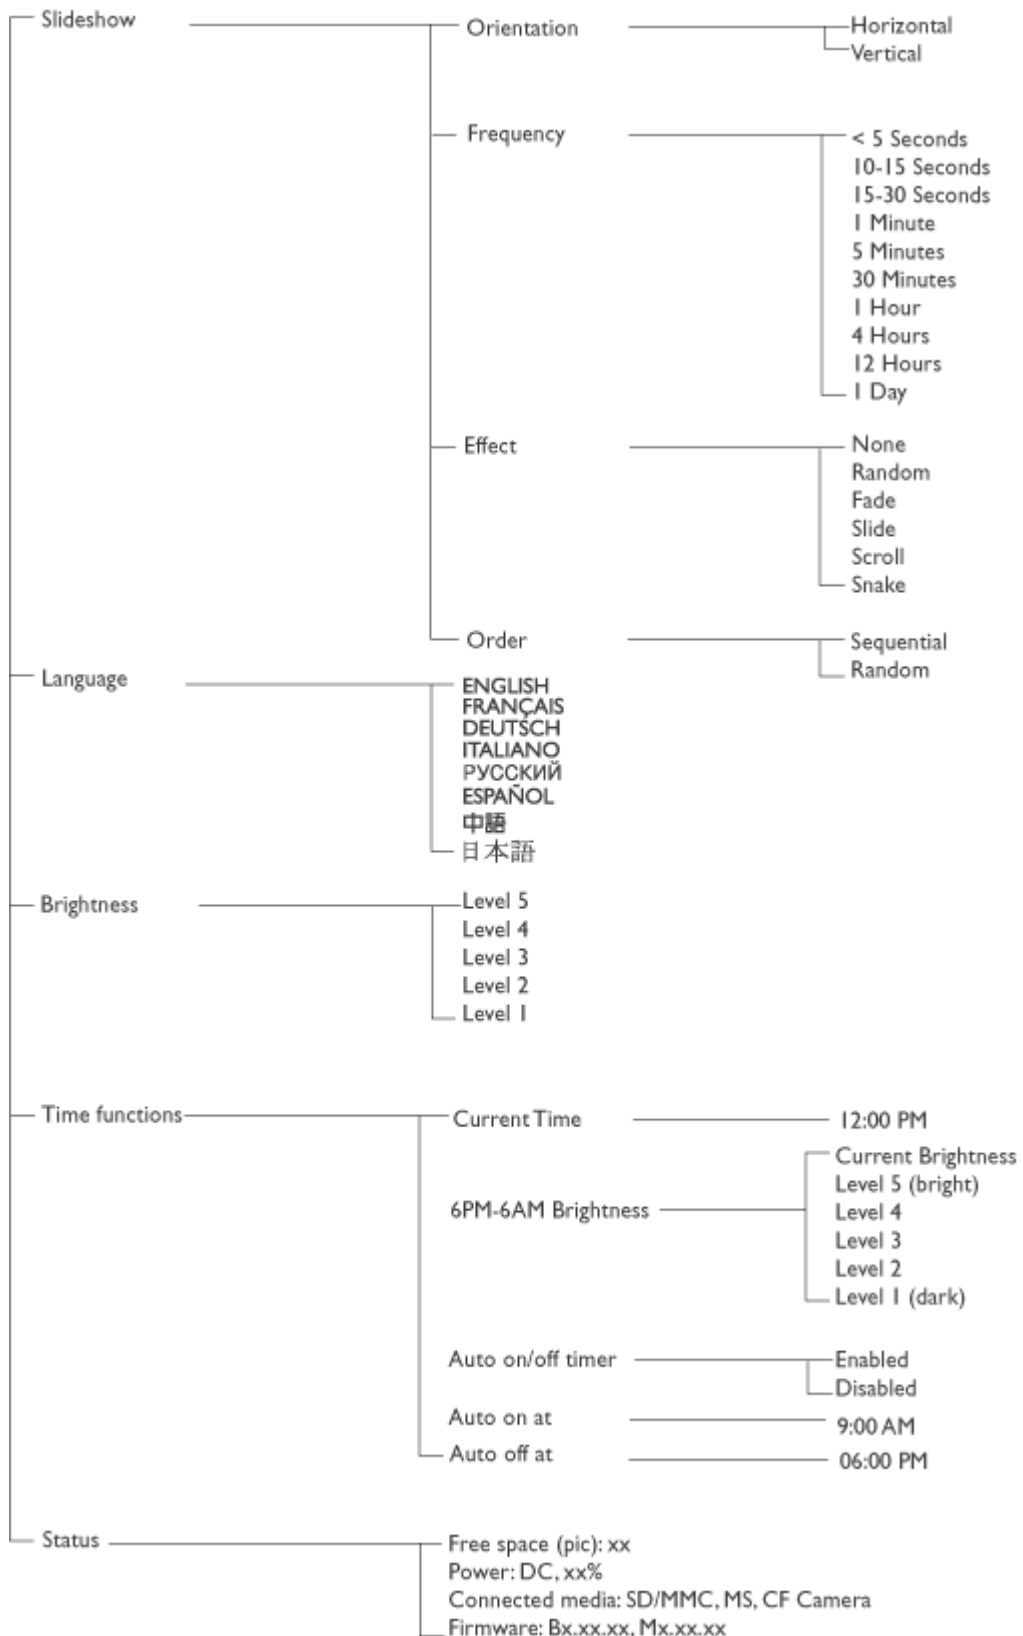 Slideshow
Orientation
Horizontal
Vertical
Frequency
< 5 Seconds
10-15 Seconds
15-30 Seconds
1 Minute
5 Minutes
30 Minutes
1 Hour
4 Hours
12 Hours
1 Day
Effect
None
Random
Fade
Slide
Scroll
Snake
Order
Sequential
Random
Language
ENGLISH
FRANÇAIS
DEUTSCH
ITALIANO
РУССКИЙ
ESPAÑOL
中語
日本語
Brightness
Level 5
Level 4
Level 3
Level 2
Level 1
Time functions
Current Time
12:00 PM
6PM-6AM Brightness
Current Brightness
Level 5 (bright)
Level 4
Level 3
Level 2
Level 1 (dark)
Auto on/off timer
Enabled
Disabled
Auto on at
9:00 AM
Auto off at
06:00 PM
Status
Free space (pic): xx
Power: DC, xx%
Connected media: SD/MMC, MS, CF Camera
Firmware: Bx.xx.xx, Mx.xx.xx